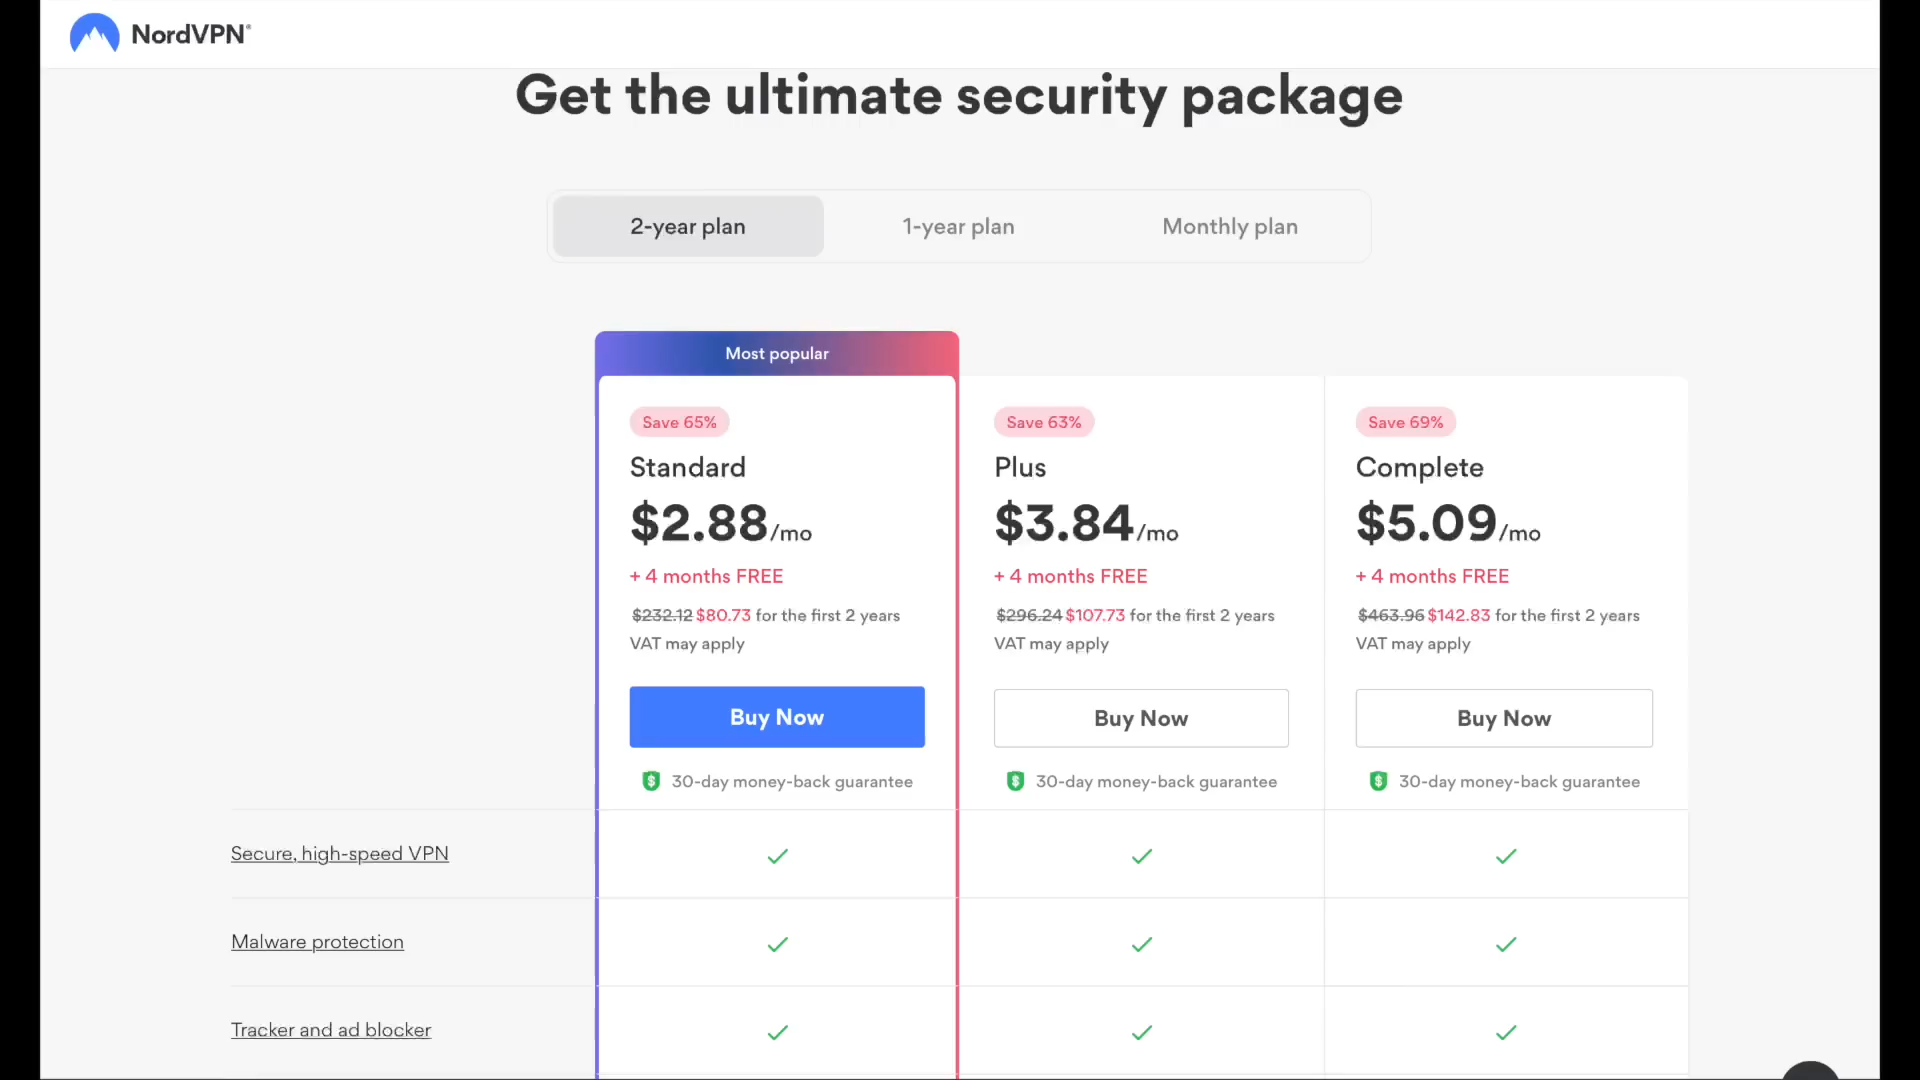 NordVPN®
Get the ultimate security package
2-year plan
1-year plan
Monthly plan
Most popular
Save 65%
Standard
$2.88/mo
+ 4 months FREE
$232.12 $80.73 for the first 2 years
VAT may apply
Buy Now
30-day money-back guarantee
Save 63%
Plus
$3.84/mo
+ 4 months FREE
$296.24 $107.73 for the first 2 years
VAT may apply
Buy Now
30-day money-back guarantee
Save 69%
Complete
$5.09/mo
+ 4 months FREE
$463.96 $142.83 for the first 2 years
VAT may apply
Buy Now
30-day money-back guarantee
Secure, high-speed VPN
Malware protection
Tracker and ad blocker